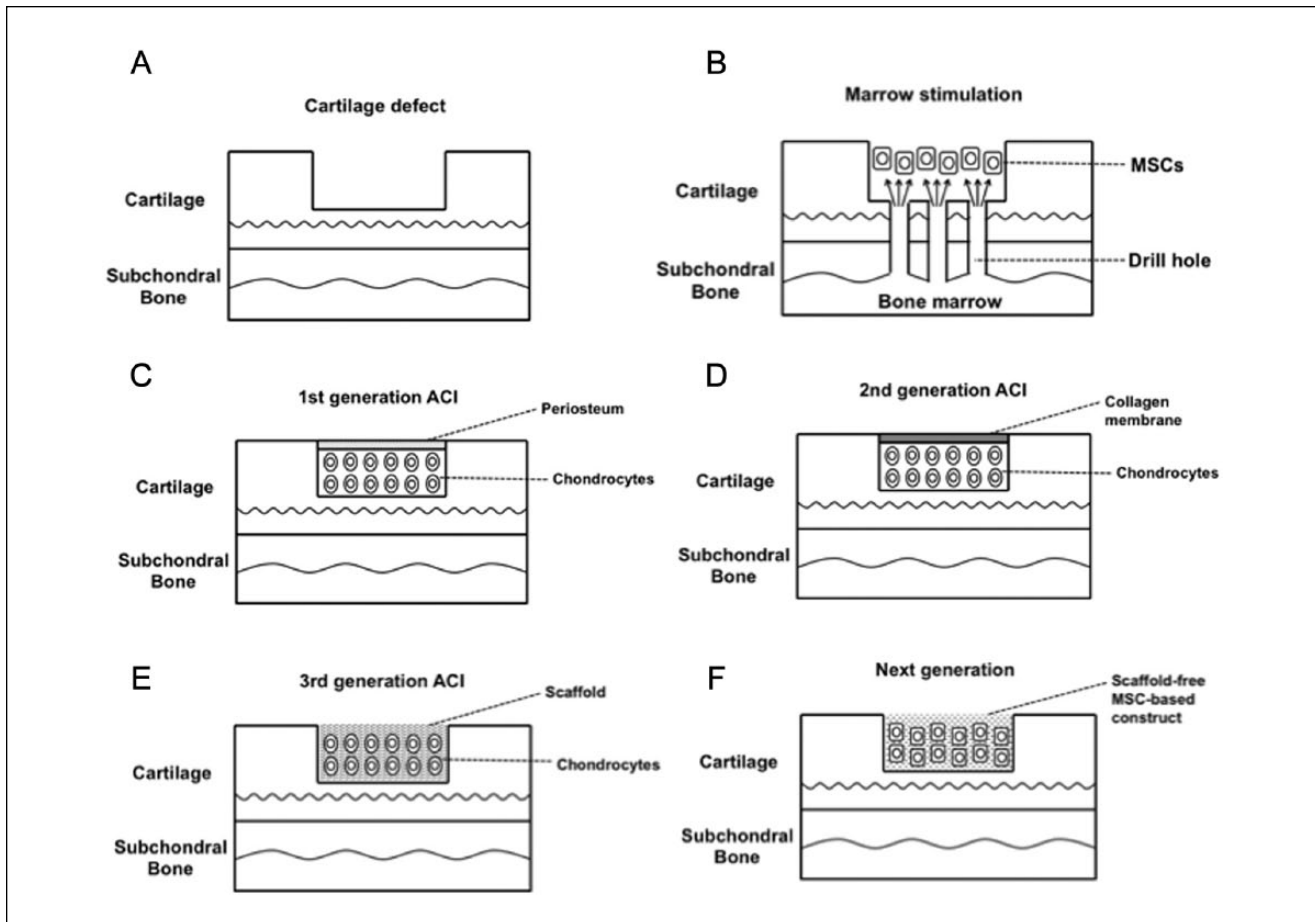 A
Cartilage defect
Cartilage
Subchondral
Bone
B
Marrow stimulation
MSCs
Cartilage
Drill hole
Subchondral
Bone
Bone marrow
C
1st generation ACI
Periosteum
Chondrocytes
Cartilage
Subchondral
Bone
D
2nd generation ACI
Collagen
membrane
Chondrocytes
Cartilage
Subchondral
Bone
E
3rd generation ACI
Scaffold
Chondrocytes
Cartilage
Subchondral
Bone
F
Next generation
Scaffold-free
MSC-based
construct
Cartilage
Subchondral
Bone